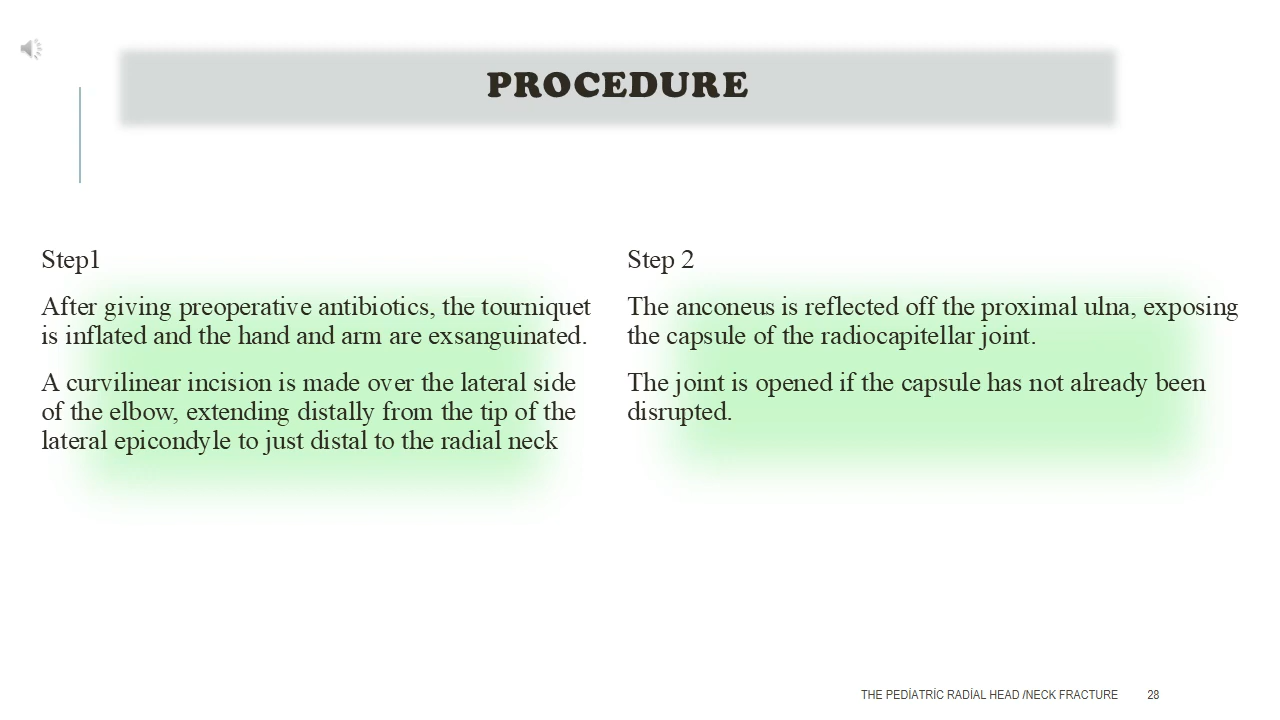 PROCEDURE
Step1
After giving preoperative antibiotics, the tourniquet
is inflated and the hand and arm are exsanguinated.
A curvilinear incision is made over the lateral side
of the elbow, extending distally from the tip of the
lateral epicondyle to just distal to the radial neck
Step 2
The anconeus is reflected off the proximal ulna, exposing
the capsule of the radiocapitellar joint.
The joint is opened if the capsule has not already been
disrupted.
THE PEDİATRİC RADİAL HEAD /NECK FRACTURE 28